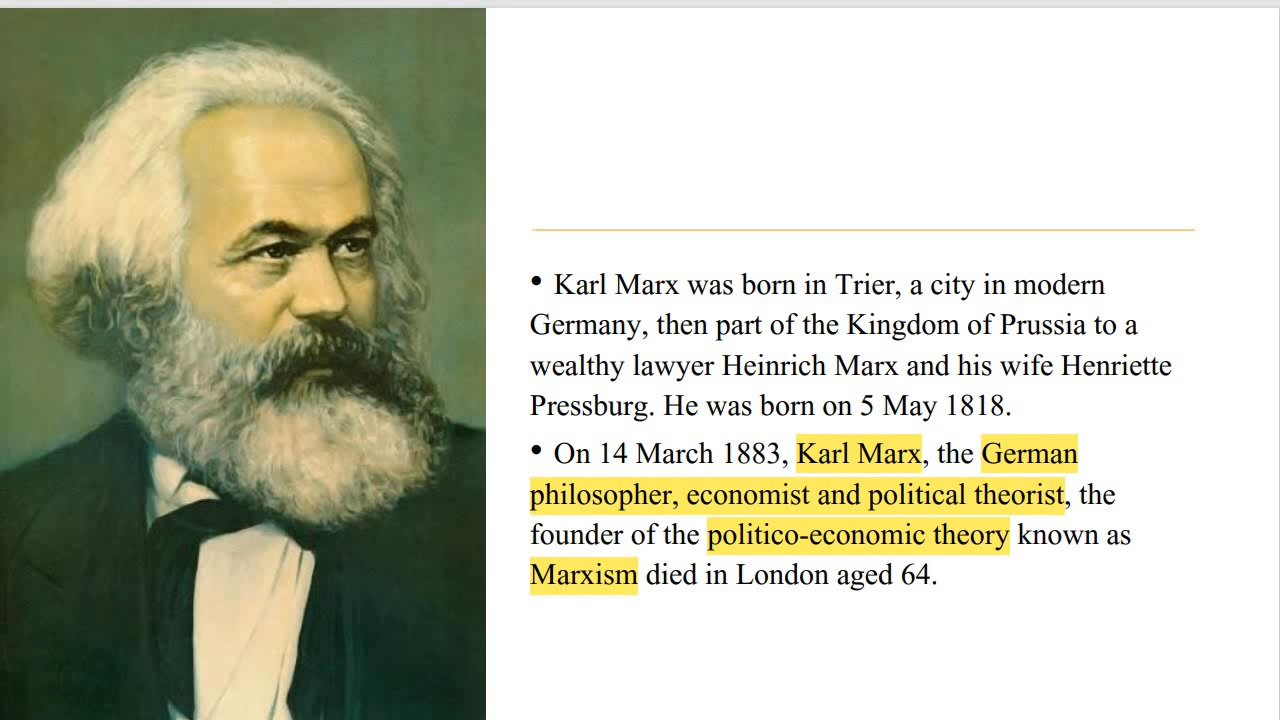 • Karl Marx was born in Trier, a city in modern
Germany, then part of the Kingdom of Prussia to a
wealthy lawyer Heinrich Marx and his wife Henriette
Pressburg. He was born on 5 May 1818.
• On 14 March 1883, Karl Marx, the German
philosopher, economist and political theorist, the
founder of the politico-economic theory known as
Marxism died in London aged 64.